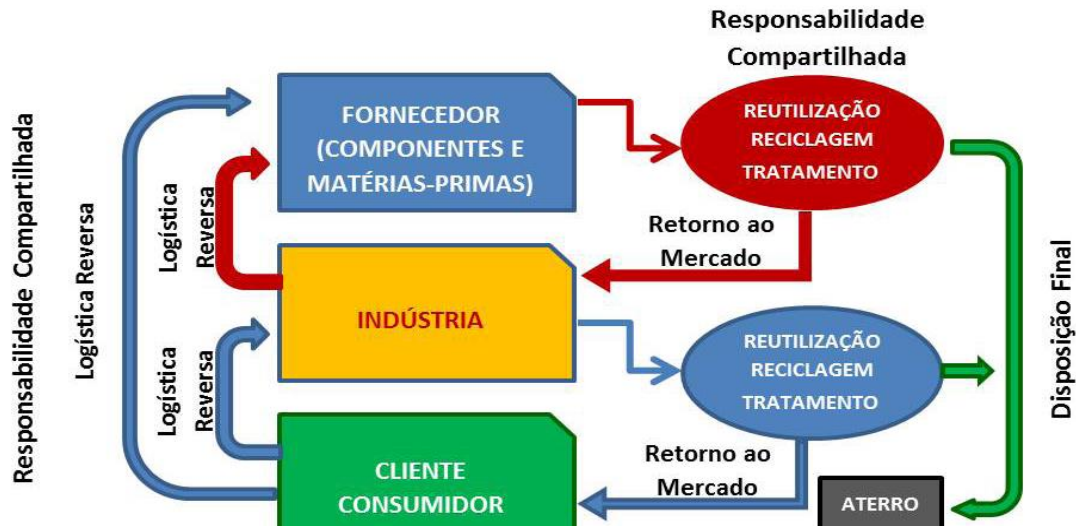 Responsabilidade
Compartilhada
FORNECEDOR
(COMPONENTES E
MATÉRIAS-PRIMAS)
REUTILIZAÇÃO
RECICLAGEM
TRATAMENTO
Responsabilidade Compartilhada
Logística Reversa
Logística
Reversa
Retorno ao
Mercado
INDÚSTRIA
Logística
Reversa
REUTILIZAÇÃO
RECICLAGEM
TRATAMENTO
Disposição Final
CLIENTE
CONSUMIDOR
Retorno ao
Mercado
ATERRO